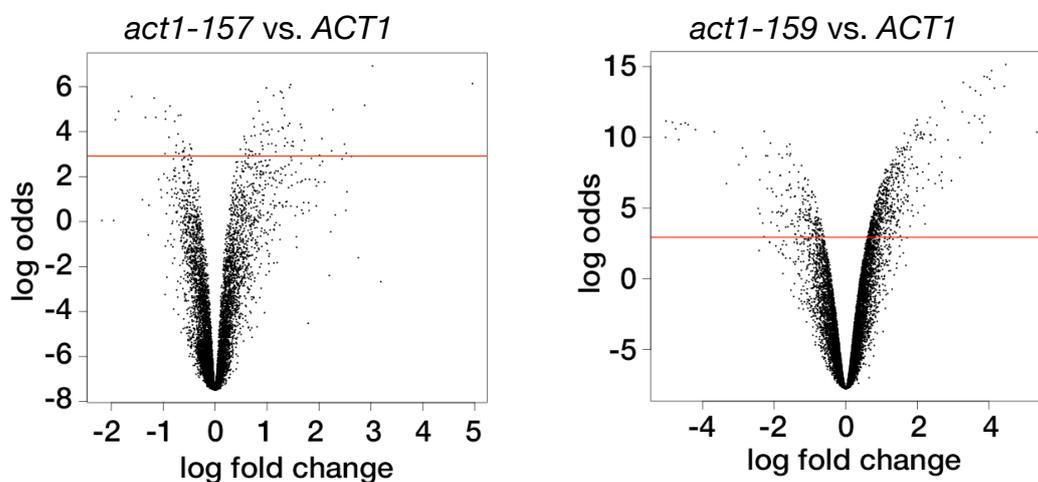 act1-157 vs. ACT1
6
4
2
0
-2
-4
-6
-8
log odds
-2 -1 0 1 2 3 4 5
log fold change
act1-159 vs. ACT1
15
10
5
0
-5
log odds
-4 -2 0 2 4
log fold change